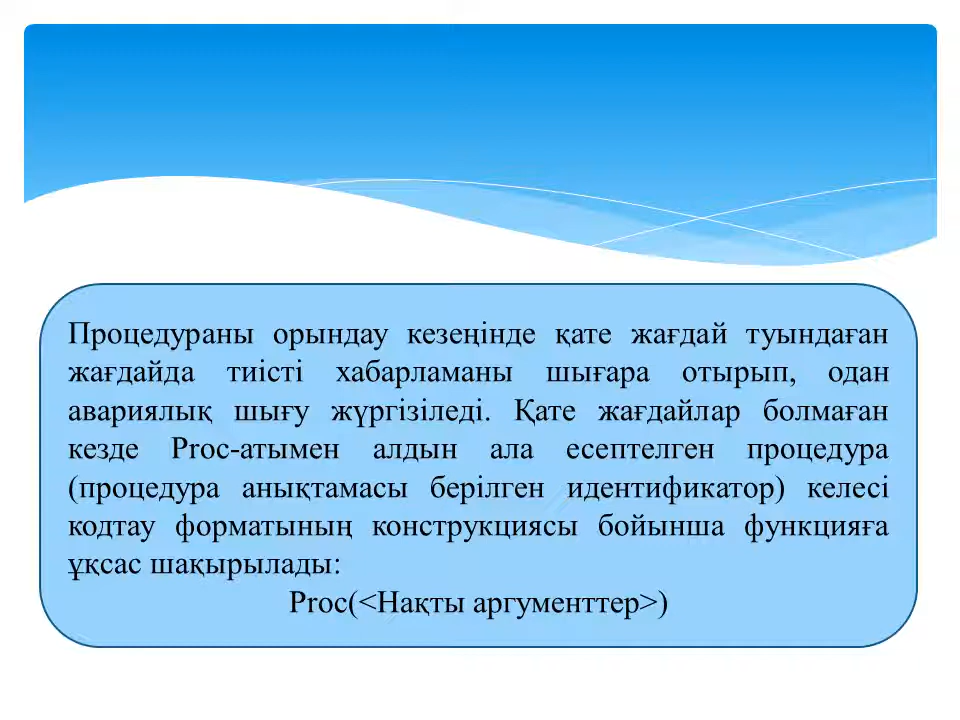 Процедураны орындау кезеңінде қате жағдай туындаған
жағдайда тиісті хабарламаны шығара отырып, одан
авариялық шығу жүргізіледі. Қате жағдайлар болмаған
кезде Proc-атымен алдын ала есептелген процедура
(процедура анықтамасы берілген идентификатор) келесі
кодтау форматының конструкциясы бойынша функцияға
ұқсас шақырылады:
Proc(<Нақты аргументтер>)